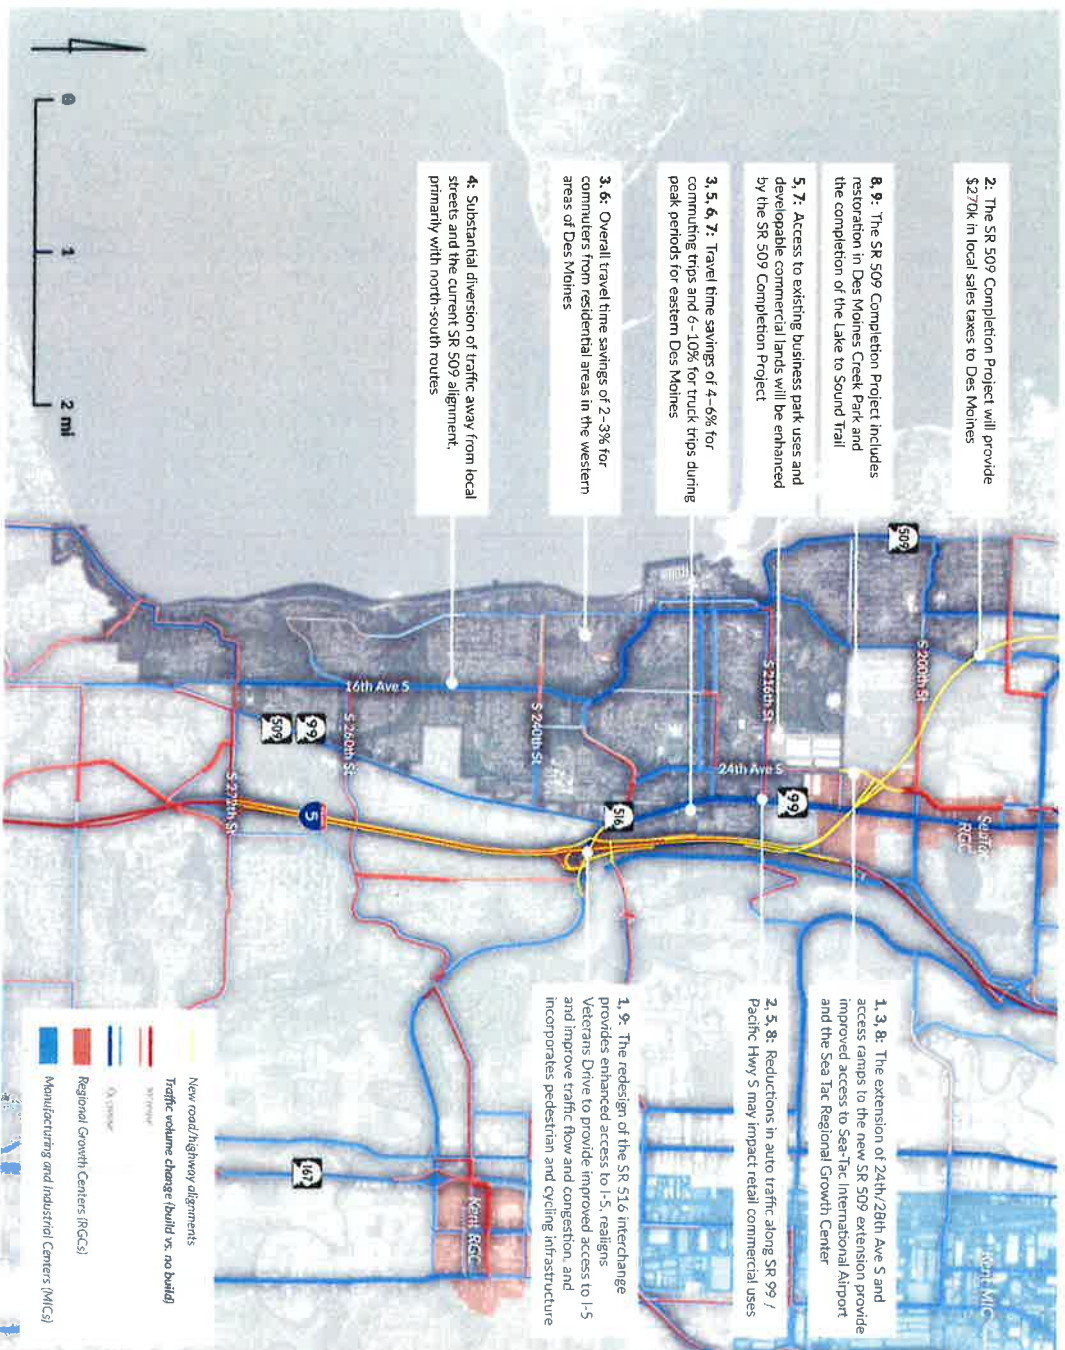 2: The SR 509 Completion Project will provide
$270k in local sales taxes to Des Moines
8, 9: The SR 509 Completion Project includes
restoration in Des Moines Creek Park and
the completion of the Lake to Sound Trail
5, 7: Access to existing business park uses and
developable commercial lands will be enhanced
by the SR 509 Completion Project
3, 5, 6, 7: Travel time savings of 4-6% for
commuting trips and 6-10% for truck trips during
peak periods for eastern Des Moines
3, 6: Overall travel time savings of 2-3% for
commuters from residential areas in the western
areas of Des Moines
4: Substantial diversion of traffic away from local
streets and the current SR 509 alignment,
primarily with north-south routes
0
1
2 mi
509
S 200th St
SeaTac
RGC
S 216th St
24th Ave S
99
516
S 240th St
16th Ave S
S 260th St
99
509
S 272th St
5
167
Kent RGC
Kent MIC
1, 3, 8: The extension of 24th/28th Ave S and
access ramps to the new SR 509 extension provide
improved access to Sea-Tac International Airport
and the Sea Tac Regional Growth Center
2, 5, 8: Reductions in auto traffic along SR 99 /
Pacific Hwy S may impact retail commercial uses
1, 9: The redesign of the SR 516 interchange
provides enhanced access to I-5, realigns
Veterans Drive to provide improved access to I-5
and improve traffic flow and congestion, and
incorporates pedestrian and cycling infrastructure
New road/highway alignments
Traffic volume change (build vs. no build)
Regional Growth Centers (RGCs)
Manufacturing and Industrial Centers (MICs)